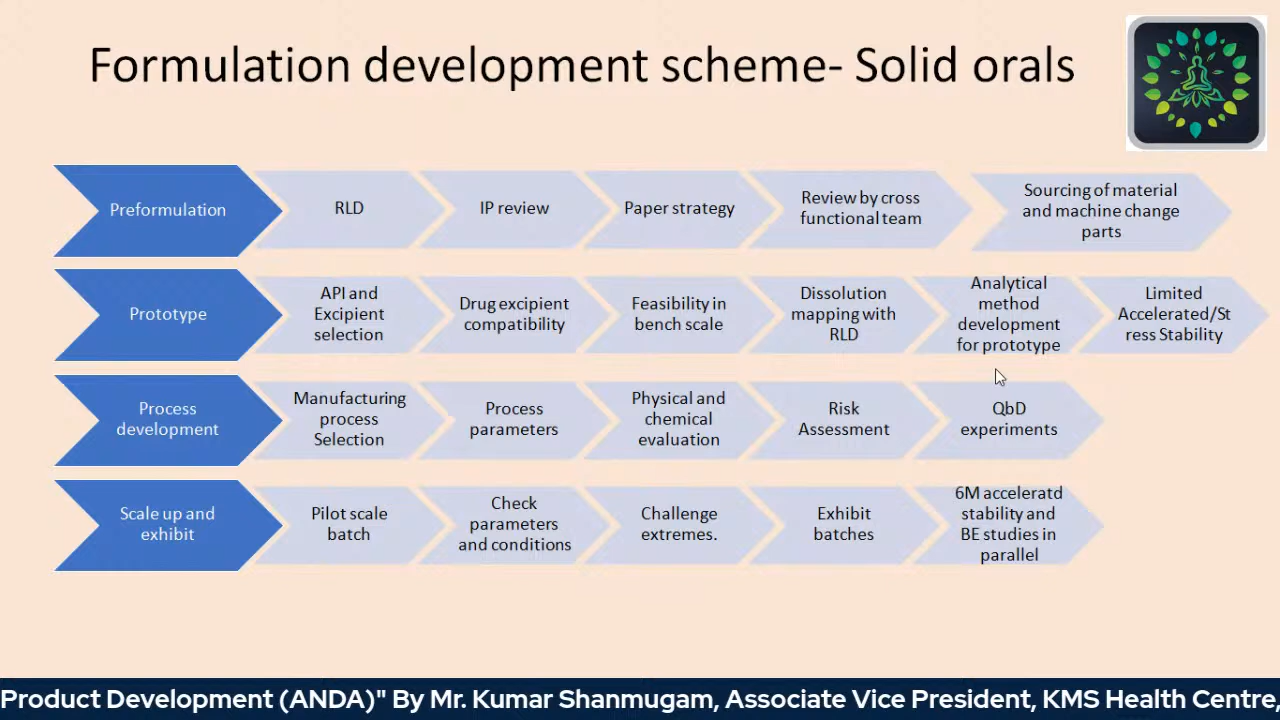 Formulation development scheme- Solid orals
Preformulation
RLD
IP review
Paper strategy
Review by cross
functional team
Sourcing of material
and machine change
parts
Prototype
API and
Excipient
selection
Drug excipient
compatibility
Feasibility in
bench scale
Dissolution
mapping with
RLD
Analytical
method
development
for prototype
Limited
Accelerated/St
ress Stability
Process
development
Manufacturing
process
Selection
Process
parameters
Physical and
chemical
evaluation
Risk
Assessment
QbD
experiments
Scale up and
exhibit
Pilot scale
batch
Check
parameters
and conditions
Challenge
extremes.
Exhibit
batches
6M acceleratd
stability and
BE studies in
parallel
Product Development (ANDA)" By Mr. Kumar Shanmugam, Associate Vice President, KMS Health Centre,